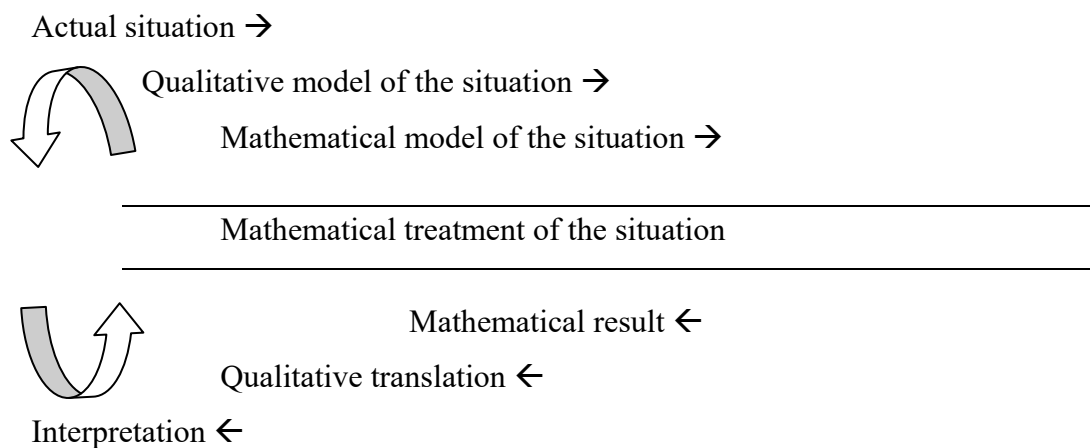 Actual situation →
Qualitative model of the situation →
Mathematical model of the situation →
Mathematical treatment of the situation
Mathematical result ←
Qualitative translation ←
Interpretation ←